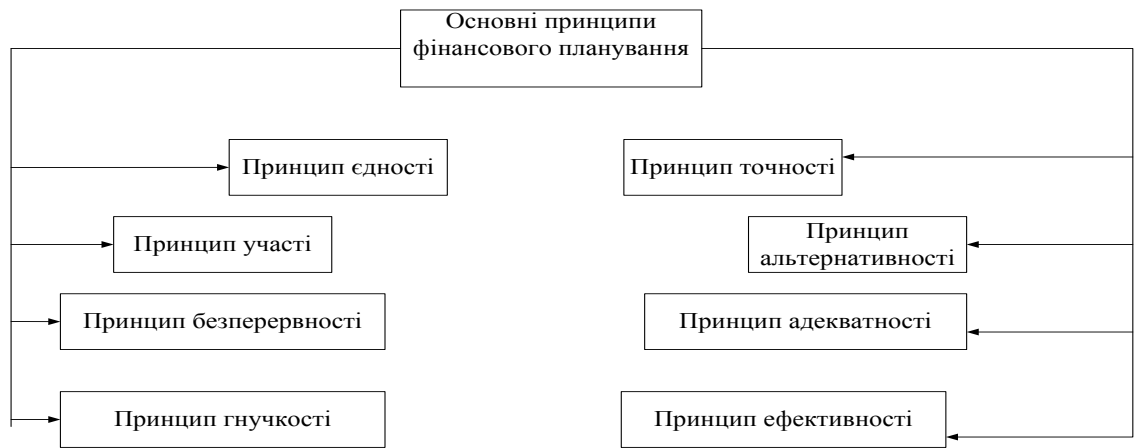 Основні принципи
фінансового планування
Принцип єдності
Принцип точності
Принцип участі
Принцип
альтернативності
Принцип безперервності
Принцип адекватності
Принцип гнучкості
Принцип ефективності